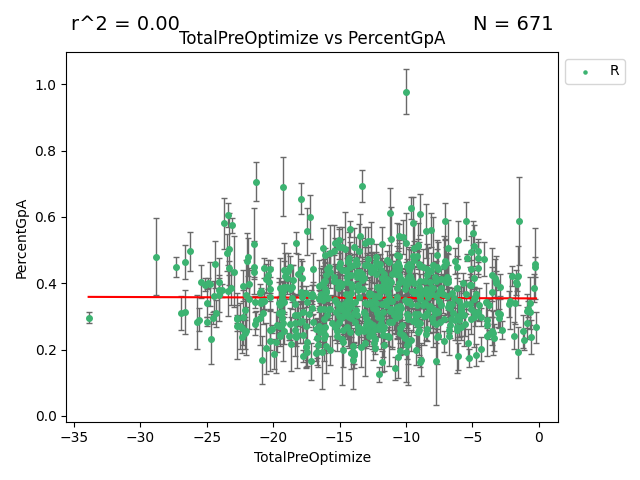 r^2 = 0.00
N = 671
TotalPreOptimize vs PercentGpA
R
1.0
0.8
0.6
0.4
0.2
0.0
PercentGpA
−35
−30
−25
−20
−15
−10
−5
0
TotalPreOptimize